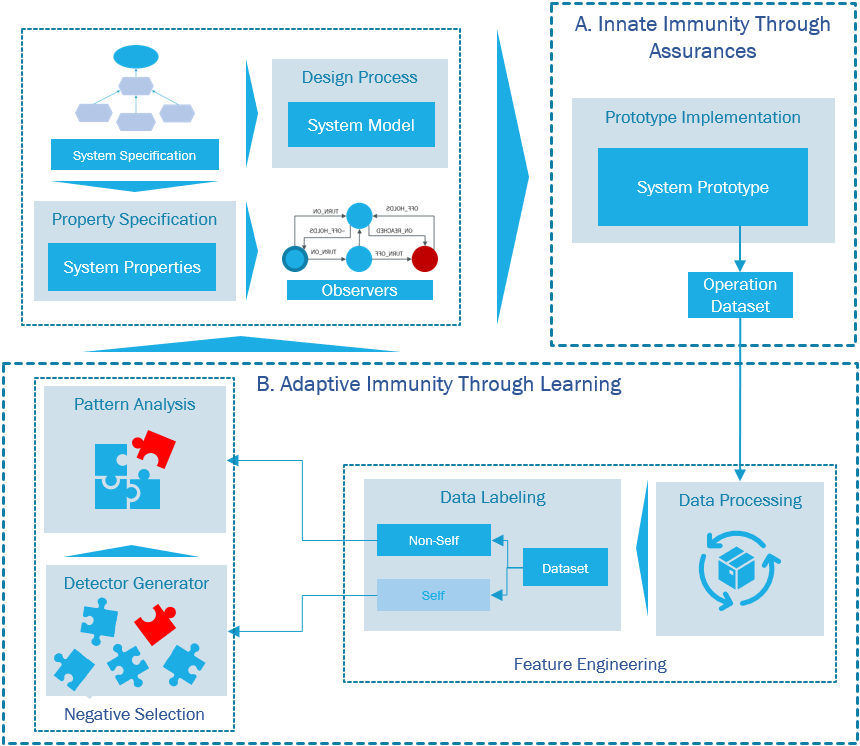 System Specification
Design Process
System Model
Property Specification
System Properties
TURN_ON
OFF_HOLDS
~OFF_HOLDS
ON_REACHED
TURN_ON
TURN_OFF
Observers
A. Innate Immunity Through
Assurances
Prototype Implementation
System Prototype
Operation
Dataset
B. Adaptive Immunity Through Learning
Pattern Analysis
Detector Generator
Negative Selection
Data Labeling
Non-Self
Self
Dataset
Data Processing
Feature Engineering